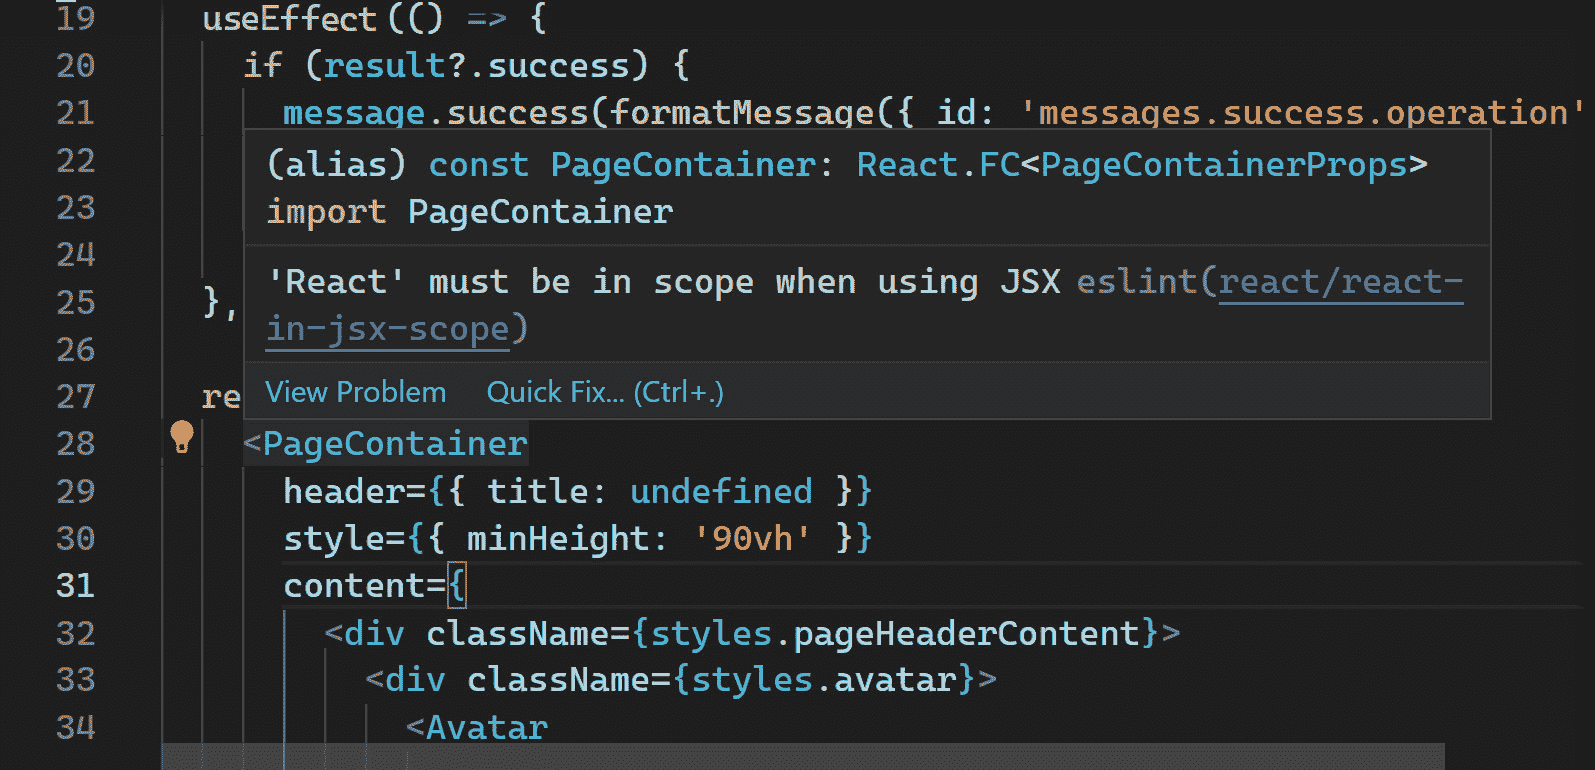 19 useEffect(() => {
20 if (result?.success) {
21 message.success(formatMessage({ id: 'messages.success.operation'
22 (alias) const PageContainer: React.FC<PageContainerProps>
23 import PageContainer
24
'React' must be in scope when using JSX eslint(react/react-
25 },
in-jsx-scope)
26
View Problem Quick Fix... (Ctrl+.)
27 re
28 <PageContainer
29 header={{ title: undefined }}
30 style={{ minHeight: '90vh' }}
31 content={
32 <div className={styles.pageHeaderContent}>
33 <div className={styles.avatar}>
34 <Avatar